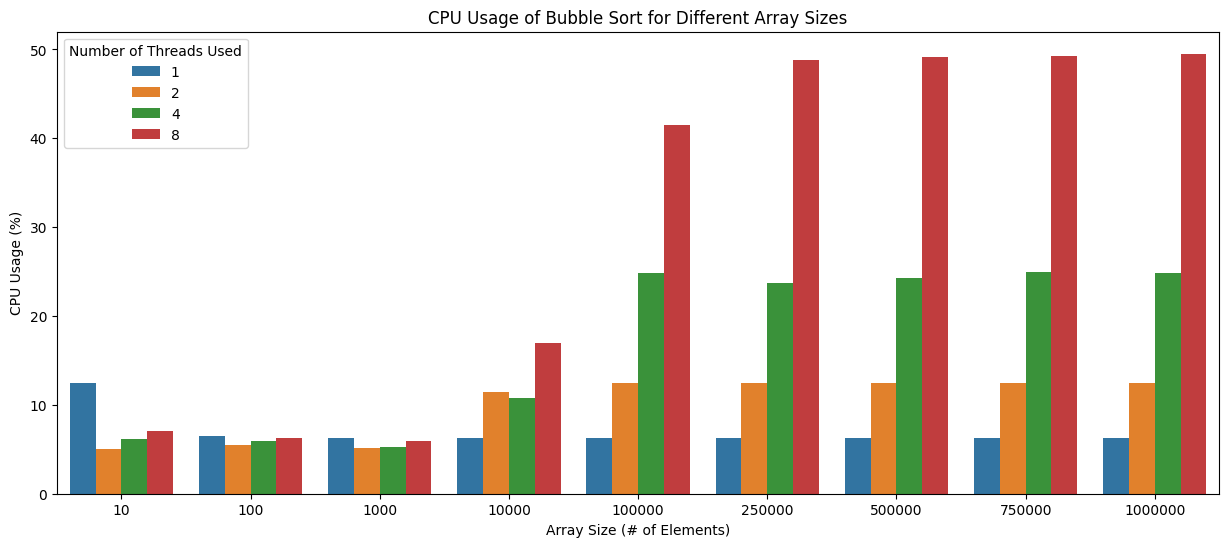 CPU Usage of Bubble Sort for Different Array Sizes
Number of Threads Used
1
2
4
8
CPU Usage (%)
50
40
30
20
10
0
10 100 1000 10000 100000 250000 500000 750000 1000000
Array Size (# of Elements)